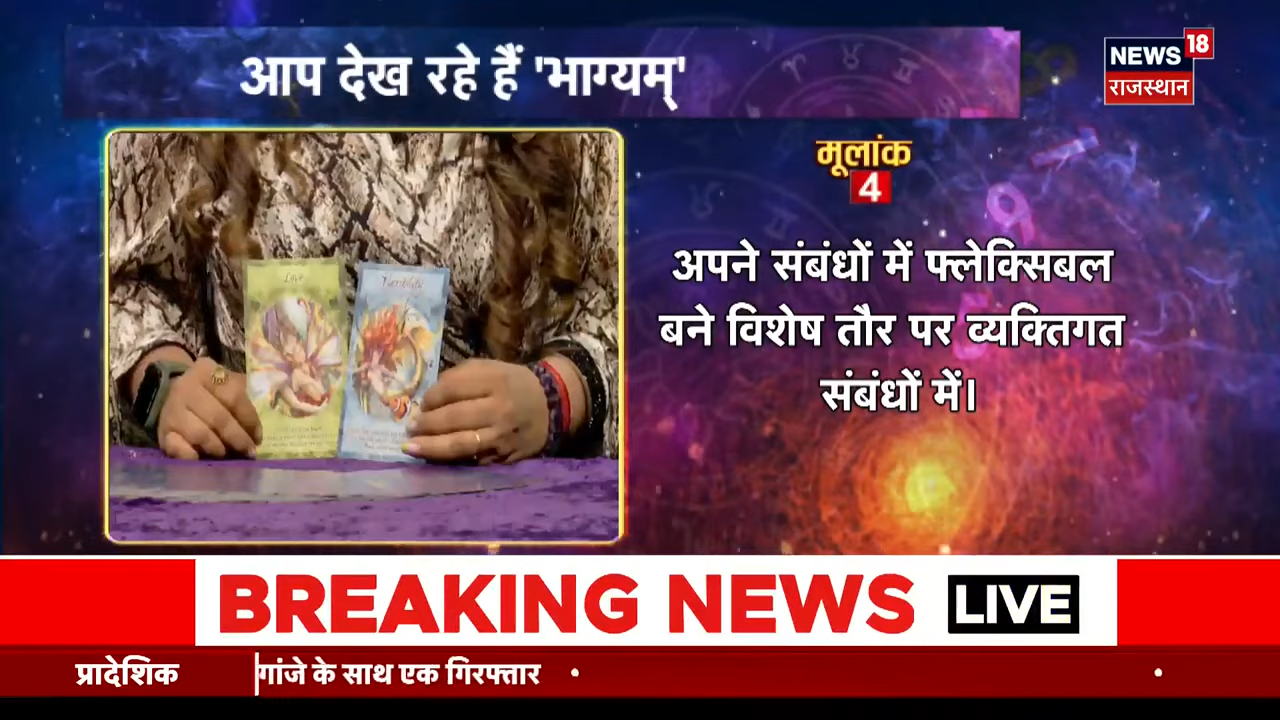 आप देख रहे हैं 'भाग्यम्'
NEWS 18
राजस्थान
मूलांक
4
अपने संबंधों में फ्लेक्सिबल
बने विशेष तौर पर व्यक्तिगत
संबंधों में।
Love
BREAKING NEWS LIVE
प्रादेशिक
गांजे के साथ एक गिरफ्तार